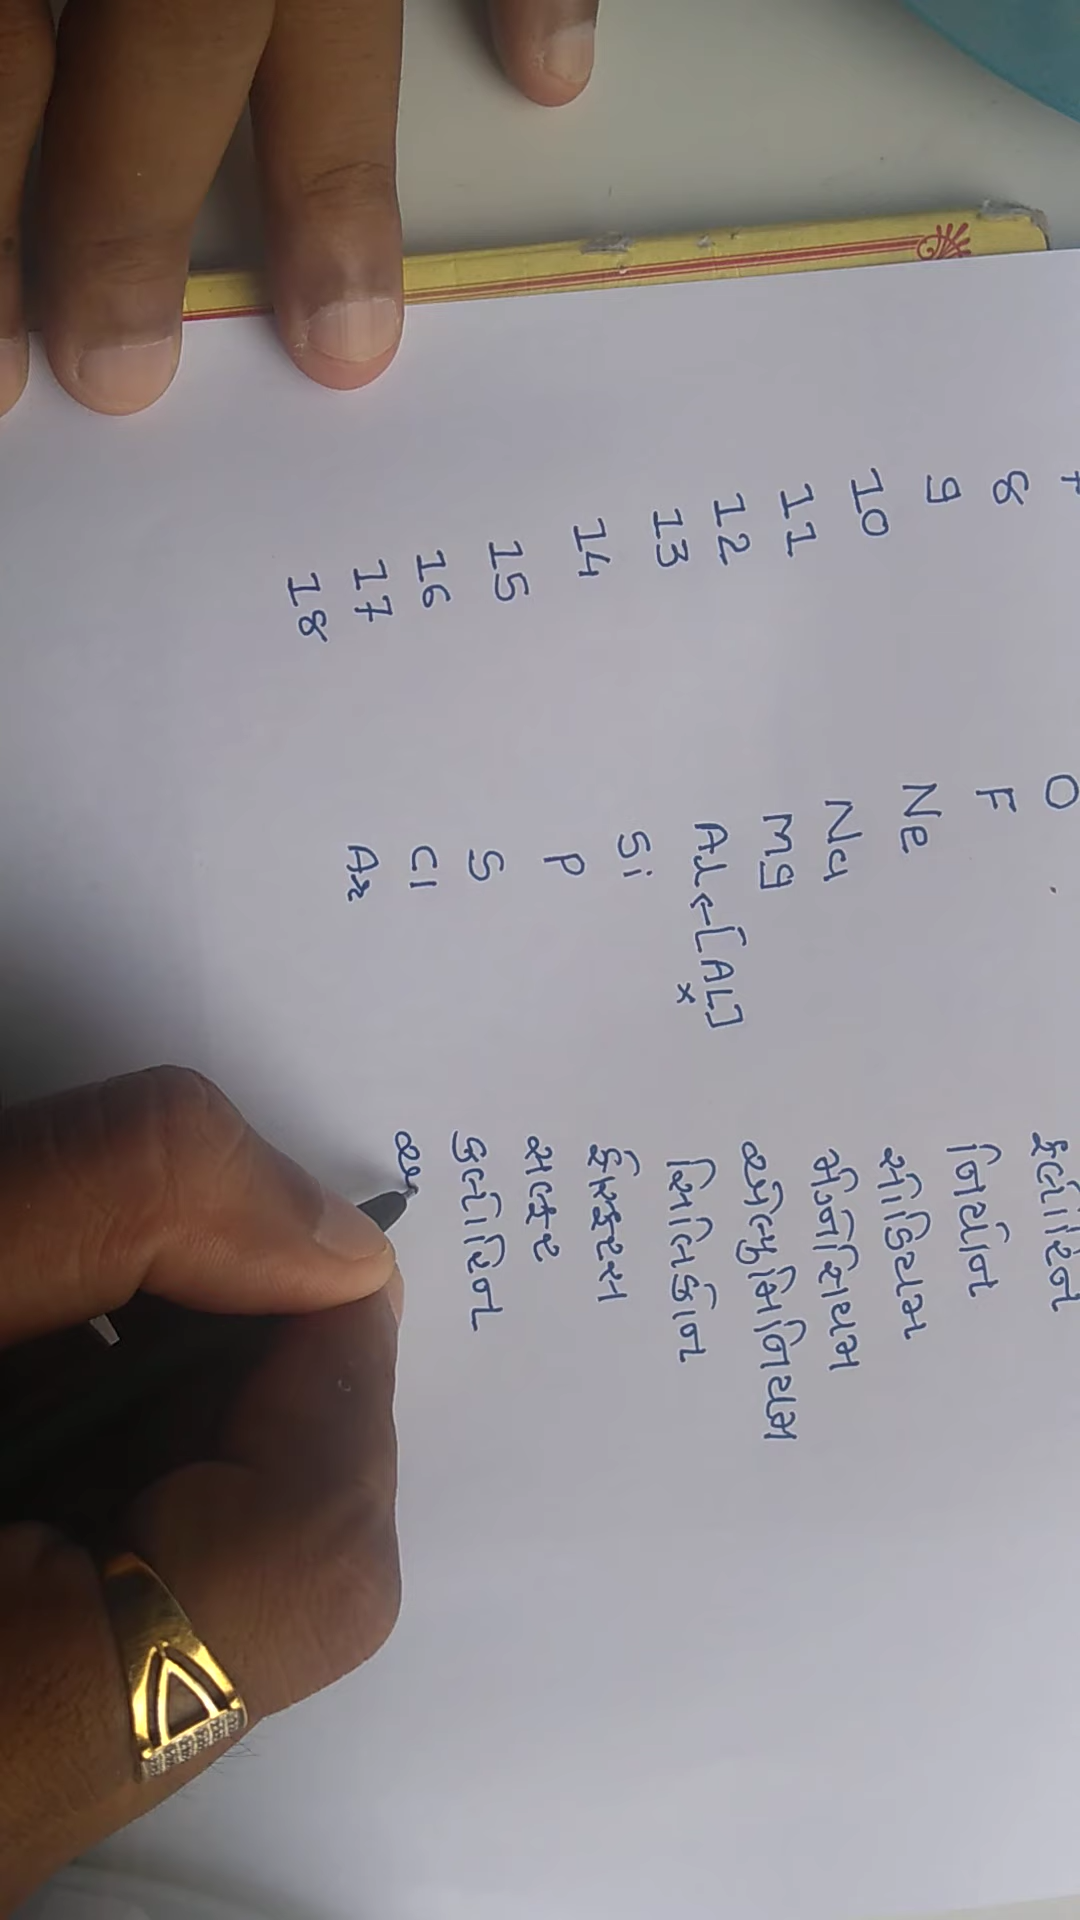 8 O
9 F ફ્લોરિન
10 Ne નિયોન
11 Na સોડિયમ
12 Mg મેગ્નેશિયમ
13 Al ← [AL] × એલ્યુમિનિયમ
14 Si સિલિકોન
15 P ફોસ્ફરસ
16 S સલ્ફર
17 Cl ક્લોરિન
18 Ar